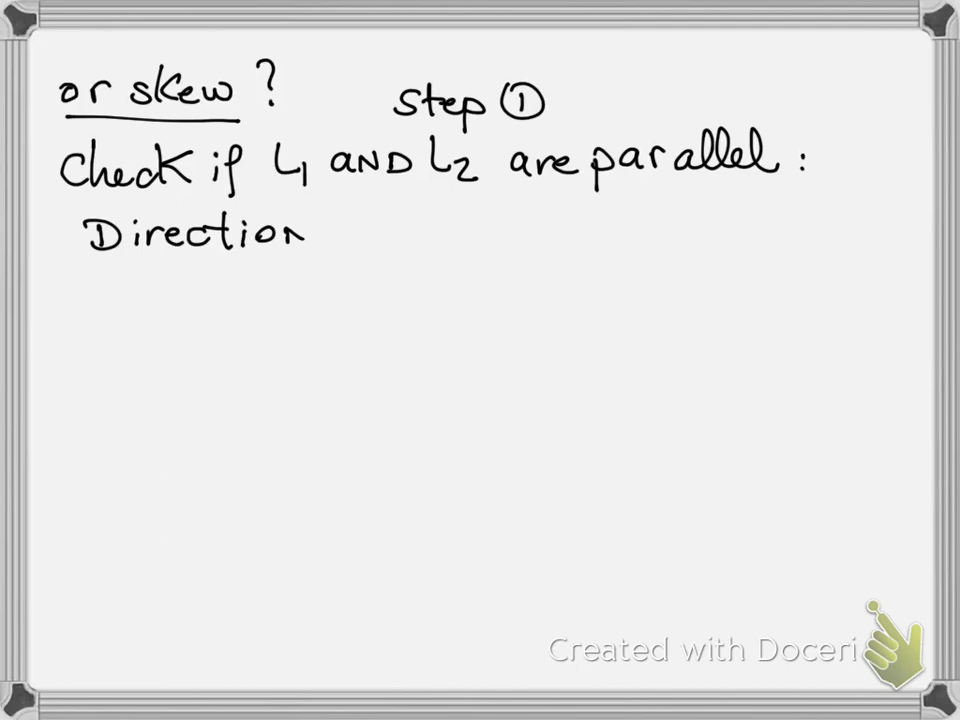 or skew ?
Step ①
Check if L1 AND L2 are parallel :
Direction
Created with Doceri